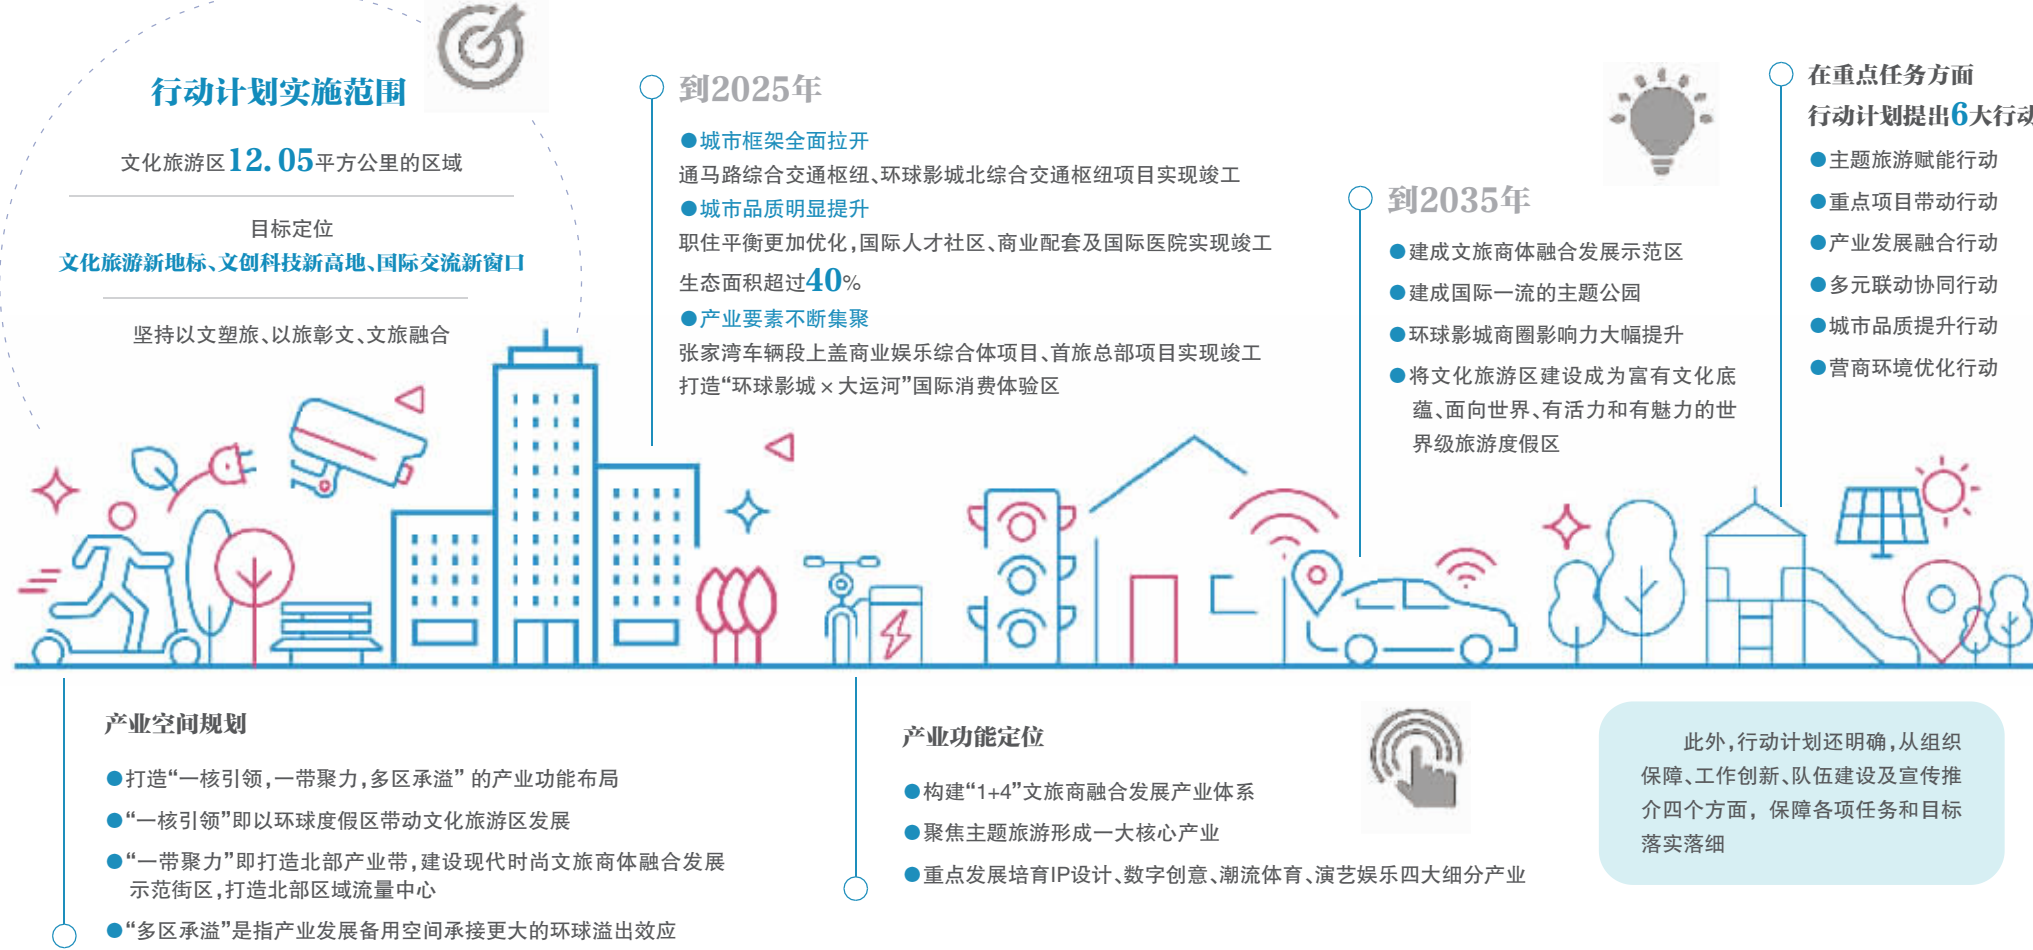 行动计划实施范围
文化旅游区12.05平方公里的区域
目标定位
文化旅游新地标、文创科技新高地、国际交流新窗口
坚持以文塑旅、以旅彰文、文旅融合
到2025年
●城市框架全面拉开
通马路综合交通枢纽、环球影城北综合交通枢纽项目实现竣工
●城市品质明显提升
职住平衡更加优化,国际人才社区、商业配套及国际医院实现竣工
生态面积超过40%
●产业要素不断集聚
张家湾车辆段上盖商业娱乐综合体项目、首旅总部项目实现竣工
打造“环球影城×大运河”国际消费体验区
到2035年
●建成文旅商体融合发展示范区
●建成国际一流的主题公园
●环球影城商圈影响力大幅提升
●将文化旅游区建设成为富有文化底
蕴、面向世界、有活力和有魅力的世
界级旅游度假区
在重点任务方面
行动计划提出6大行动
●主题旅游赋能行动
●重点项目带动行动
●产业发展融合行动
●多元联动协同行动
●城市品质提升行动
●营商环境优化行动
产业空间规划
●打造“一核引领,一带聚力,多区承溢”的产业功能布局
●“一核引领”即以环球度假区带动文化旅游区发展
●“一带聚力”即打造北部产业带,建设现代时尚文旅商体融合发展
示范街区,打造北部区域流量中心
●“多区承溢”是指产业发展备用空间承接更大的环球溢出效应
产业功能定位
●构建“1+4”文旅商融合发展产业体系
●聚焦主题旅游形成一大核心产业
●重点发展培育IP设计、数字创意、潮流体育、演艺娱乐四大细分产业
此外,行动计划还明确,从组织
保障、工作创新、队伍建设及宣传推
介四个方面，保障各项任务和目标
落实落细